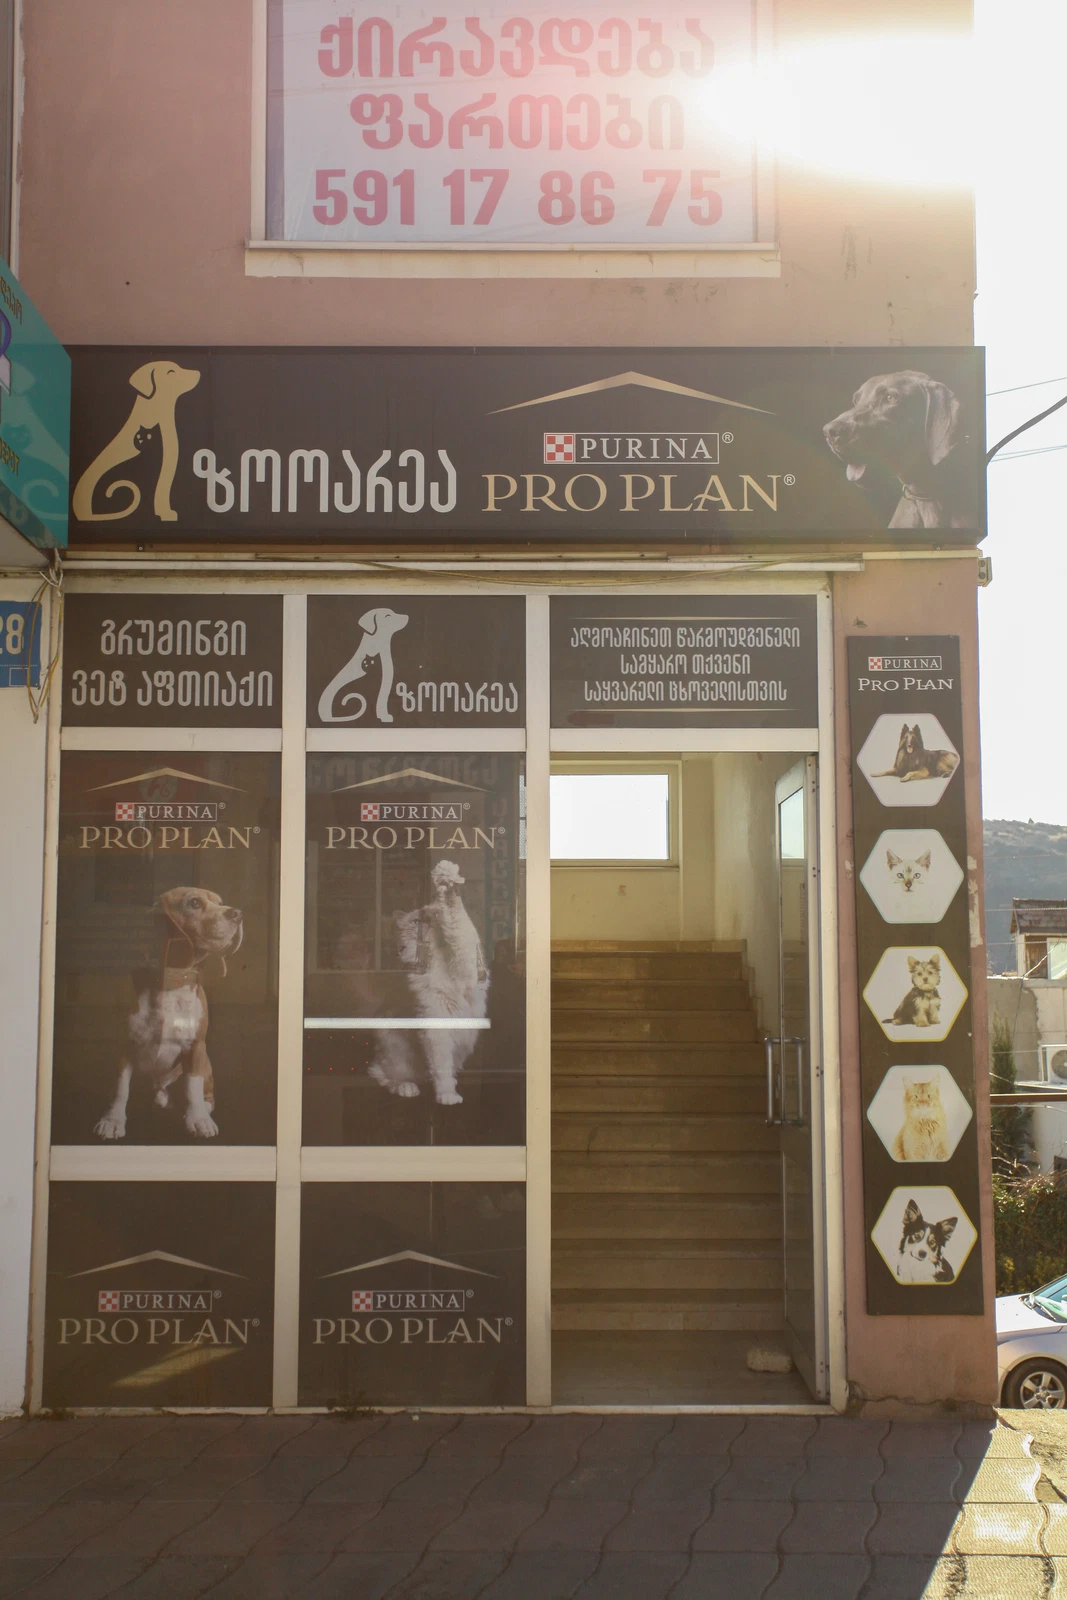 ქირავდება
ფართები
591 17 86 75
ზოოარეა
PURINA®
PRO PLAN®
28
გრუმინგი
ვეტ აფთიაქი
ზოოარეა
აღმოაჩინეთ წარმოუდგენელი
სამყარო თქვენი
საყვარელი ცხოველისთვის
PURINA
PRO PLAN
PURINA®
PRO PLAN®
PURINA®
PRO PLAN®
PURINA®
PRO PLAN®
PURINA®
PRO PLAN®